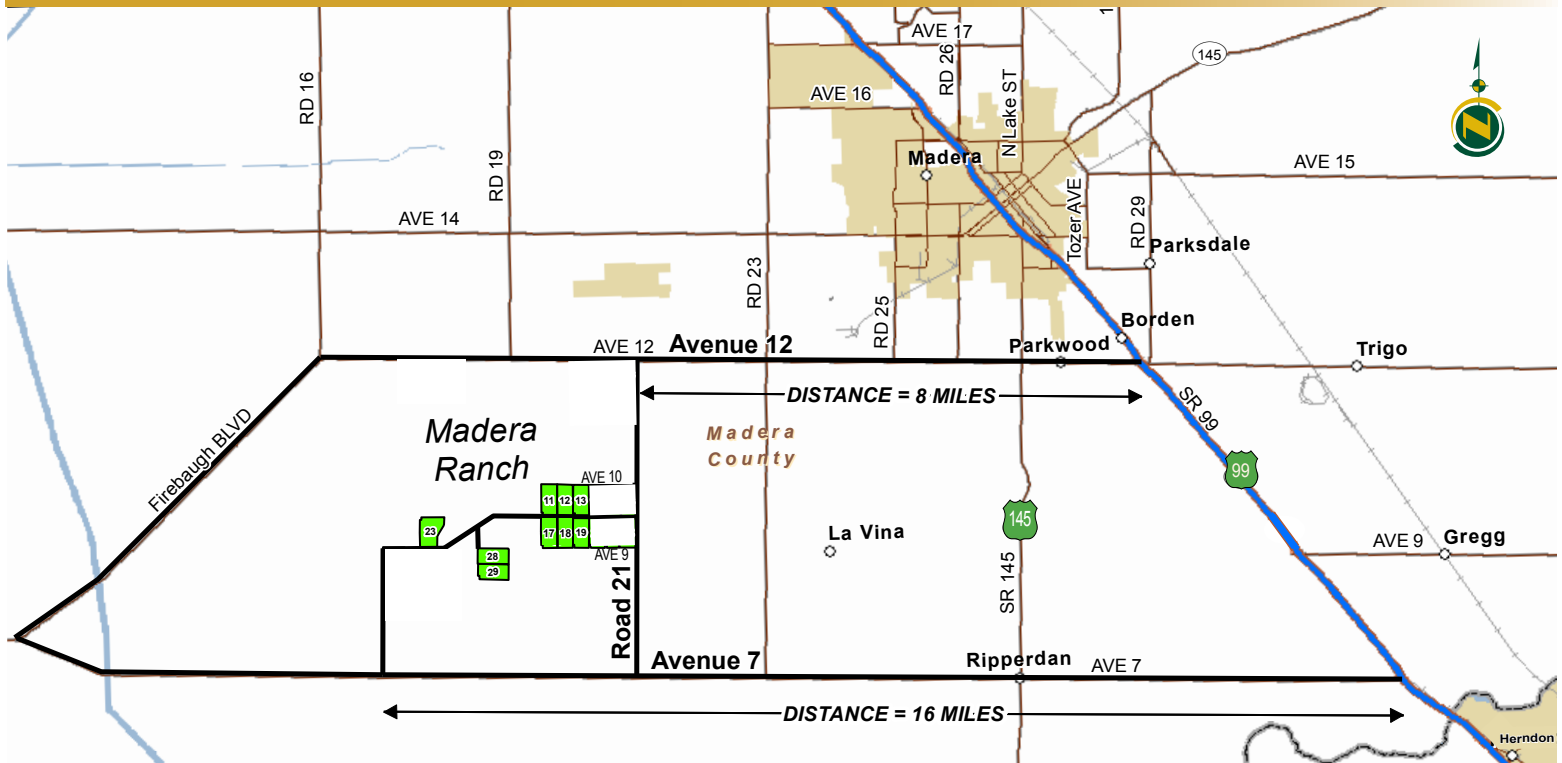 AVE 17
RD 26
145
RD 16
AVE 16
N Lake ST
N
RD 19
Madera
AVE 15
AVE 14
Tozer AVE
RD 29
Parksdale
RD 23
RD 25
Borden
AVE 12
Avenue 12
Parkwood
Trigo
DISTANCE = 8 MILES
SR 99
Firebaugh BLVD
Madera
Ranch
Madera
County
99
AVE 10
11 12 13
145
23
17 18 19
La Vina
AVE 9
Gregg
AVE 9
28
29
Road 21
SR 145
Avenue 7
Ripperdan
AVE 7
DISTANCE = 16 MILES
Herndon